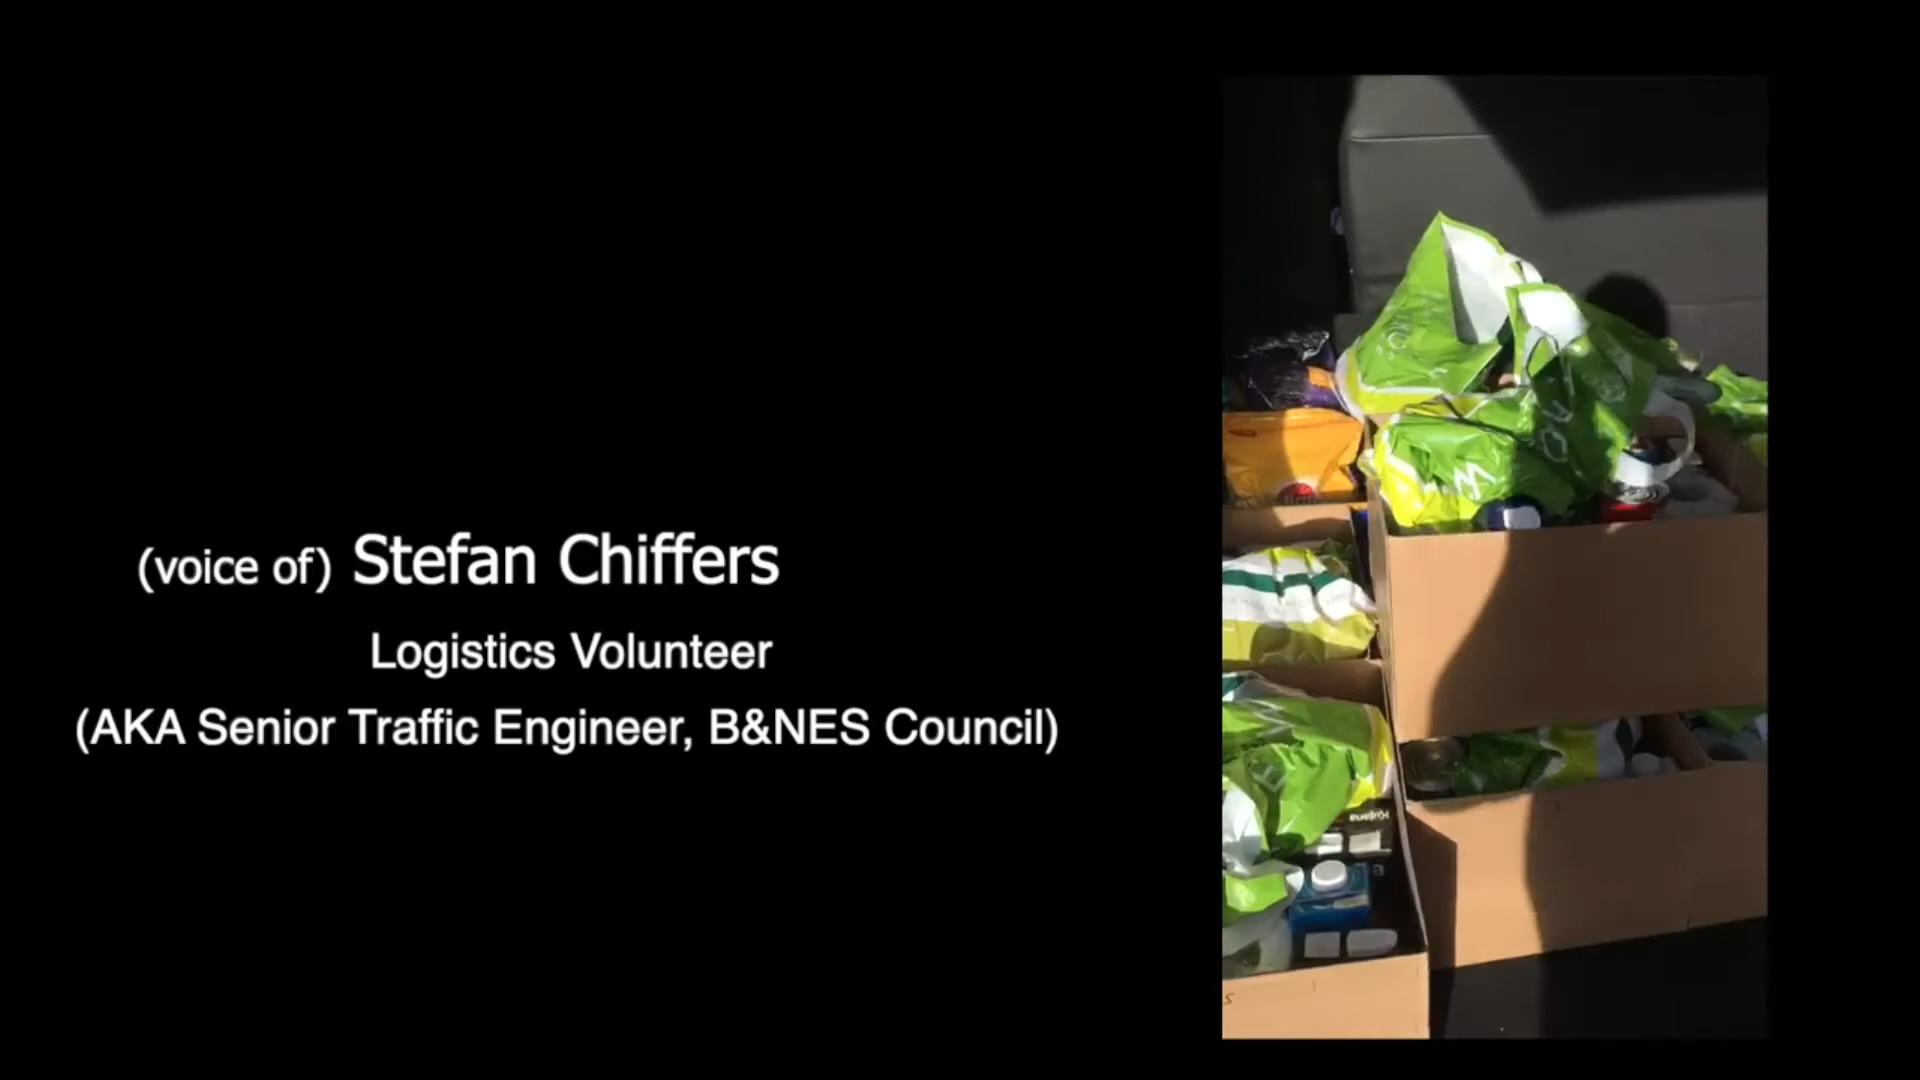 (voice of) Stefan Chiffers
Logistics Volunteer
(AKA Senior Traffic Engineer, B&NES Council)